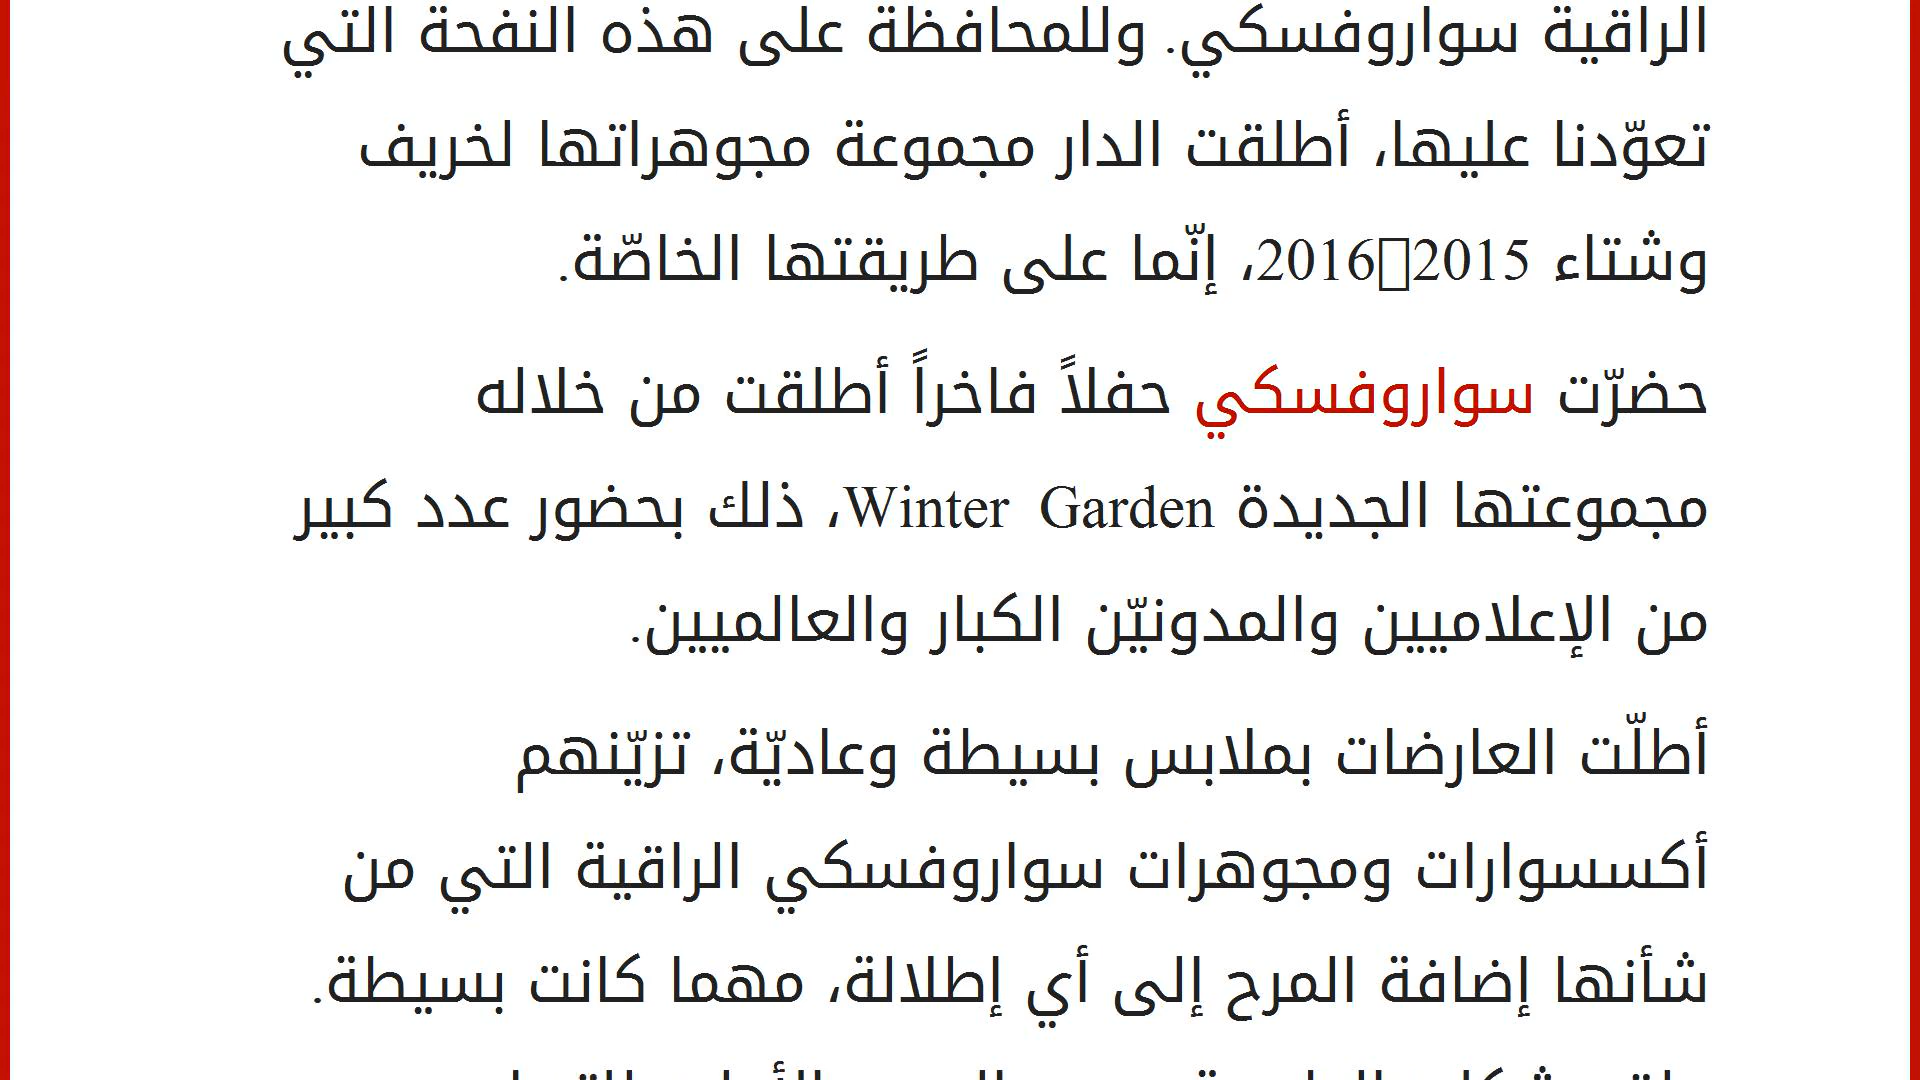 الراقية سواروفسكي. وللمحافظة على هذه النفحة التي
تعوّدنا عليها، أطلقت الدار مجموعة مجوهراتها لخريف
وشتاء 2015▯2016، إنّما على طريقتها الخاصّة.
حضرّت سواروفسكي حفلاً فاخراً أطلقت من خلاله
مجموعتها الجديدة Winter Garden، ذلك بحضور عدد كبير
من الإعلاميين والمدونيّن الكبار والعالميين.
أطلّت العارضات بملابس بسيطة وعاديّة، تزيّنهم
أكسسوارات ومجوهرات سواروفسكي الراقية التي من
شأنها إضافة المرح إلى أي إطلالة، مهما كانت بسيطة.